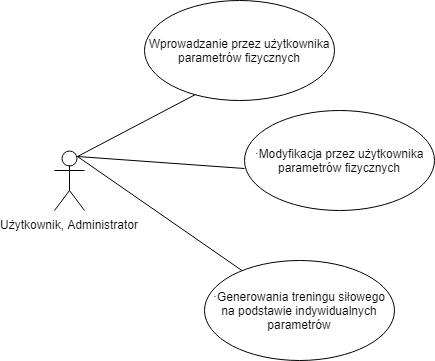 Wprowadzanie przez użytkownika
parametrów fizycznych
·Modyfikacja przez użytkownika
parametrów fizycznych
Użytkownik, Administrator
·Generowania treningu siłowego
na podstawie indywidualnych
parametrów